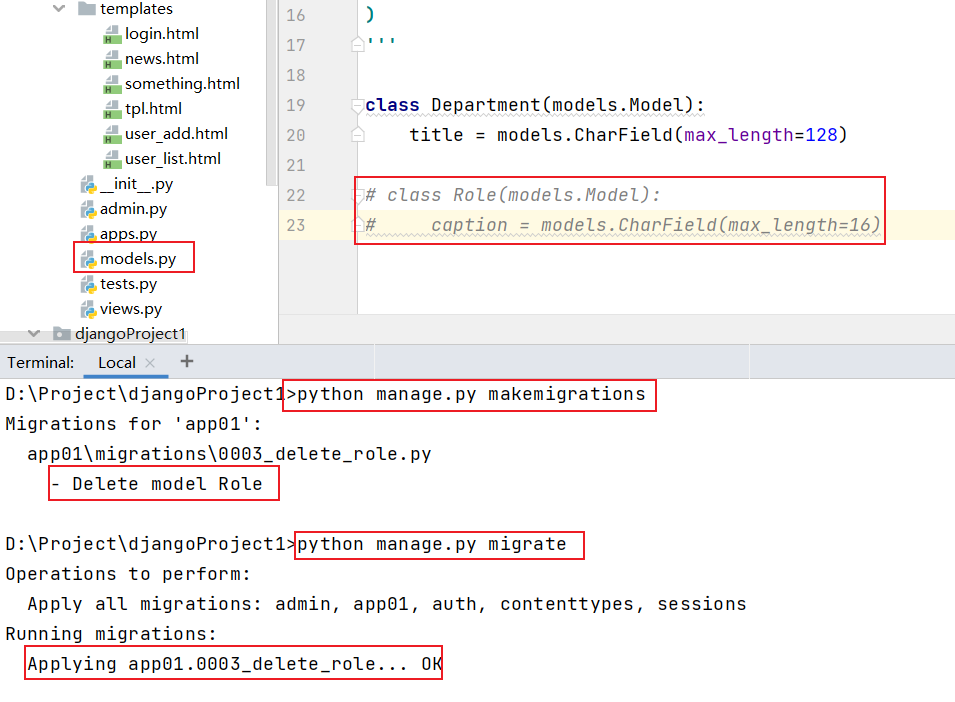 templates
login.html
news.html
something.html
tpl.html
user_add.html
user_list.html
__init__.py
admin.py
apps.py
models.py
tests.py
views.py
djangoProject1
16 )
17 '''
18
19 class Department(models.Model):
20     title = models.CharField(max_length=128)
21
22 # class Role(models.Model):
23 #     caption = models.CharField(max_length=16)
Terminal: Local × +
D:\Project\djangoProject1>python manage.py makemigrations
Migrations for 'app01':
  app01\migrations\0003_delete_role.py
    - Delete model Role
D:\Project\djangoProject1>python manage.py migrate
Operations to perform:
  Apply all migrations: admin, app01, auth, contenttypes, sessions
Running migrations:
  Applying app01.0003_delete_role... OK